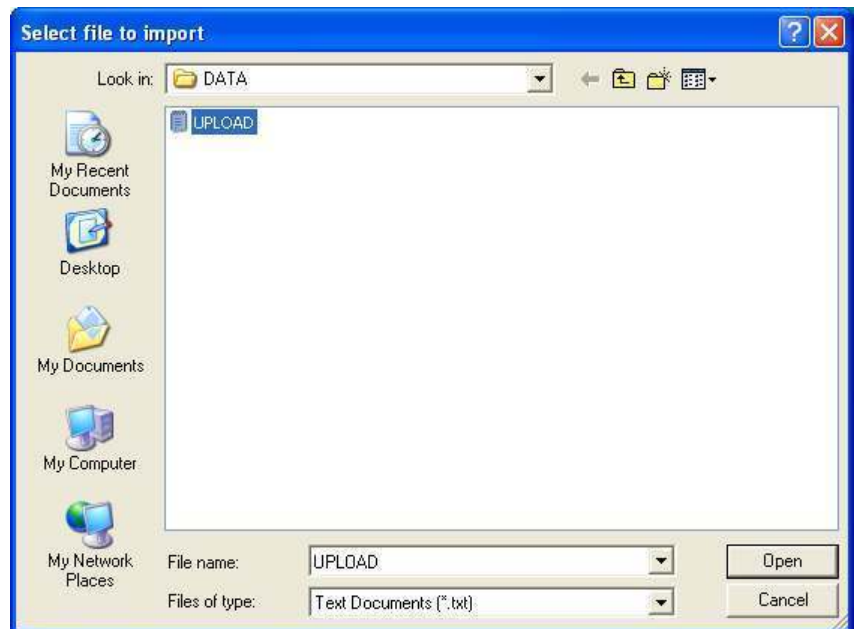 Select file to import
Look in: DATA
UPLOAD
My Recent
Documents
Desktop
My Documents
My Computer
My Network
Places
File name: UPLOAD Open
Files of type: Text Documents (*.txt) Cancel